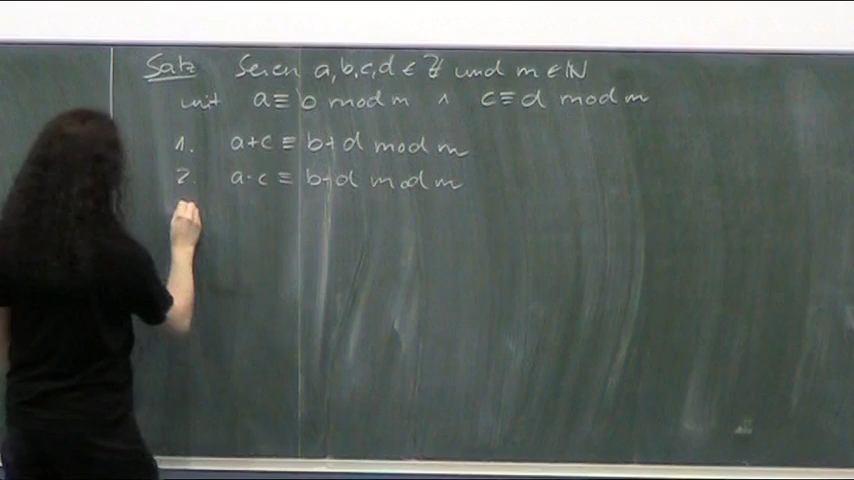 Satz Seien a,b,c,d ∈ ℤ und m ∈ ℕ
mit a ≡ b mod m ∧ c ≡ d mod m
1. a+c ≡ b+d mod m
2. a·c ≡ b·d mod m